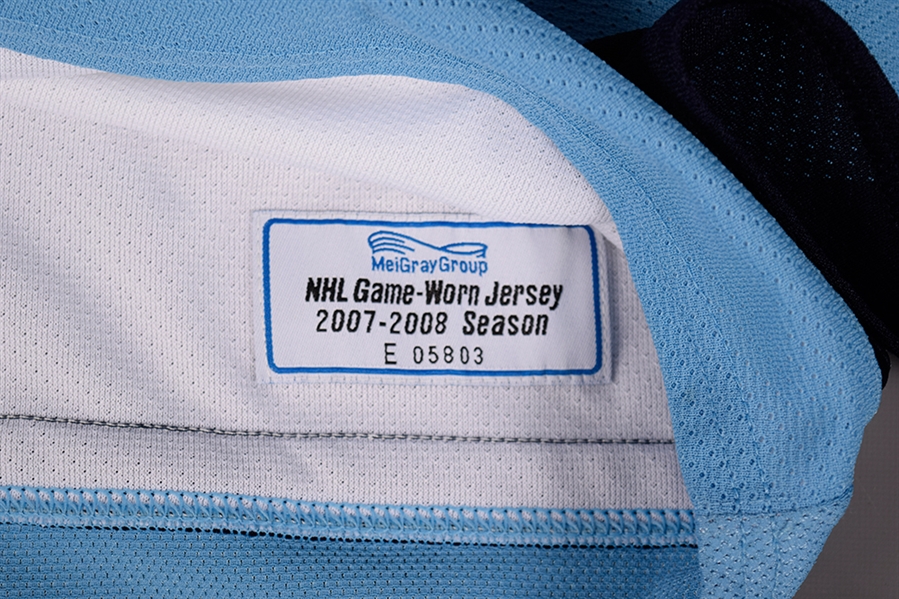 MeiGrayGroup
NHL Game-Worn Jersey
2007-2008 Season
E 05803